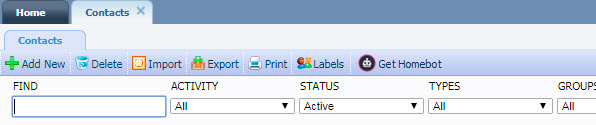 Home Contacts
Contacts
Add New Delete Import Export Print Labels Get Homebot
FIND ACTIVITY STATUS TYPES GROUPS
All Active All All